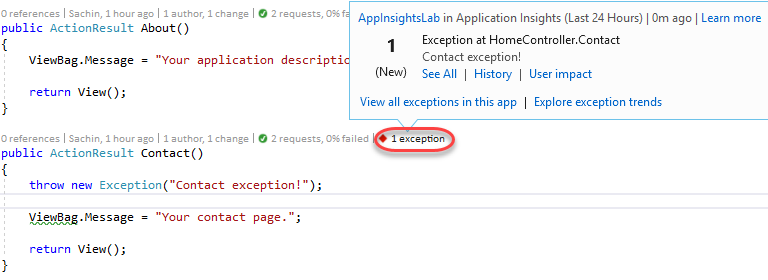 0 references | Sachin, 1 hour ago | 1 author, 1 change | 2 requests, 0% failed
public ActionResult About()
{
ViewBag.Message = "Your application descriptio
return View();
}
AppInsightsLab in Application Insights (Last 24 Hours) | 0m ago | Learn more
1
(New)
Exception at HomeController.Contact
Contact exception!
See All | History | User impact
View all exceptions in this app | Explore exception trends
0 references | Sachin, 1 hour ago | 1 author, 1 change | 2 requests, 0% failed | 1 exception
public ActionResult Contact()
{
throw new Exception("Contact exception!");
ViewBag.Message = "Your contact page.";
return View();
}